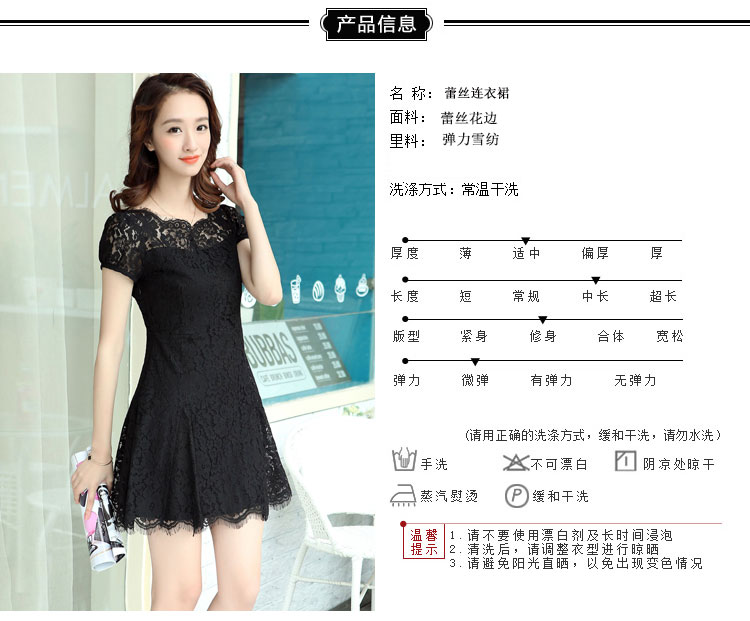 产品信息
名 称： 蕾丝连衣裙
面料： 蕾丝花边
里料： 弹力雪纺
洗涤方式：常温干洗
厚度 薄 适中 偏厚 厚
长度 短 常规 中长 超长
版型 紧身 修身 合体 宽松
弹力 微弹 有弹力 无弹力
(请用正确的洗涤方式，缓和干洗，请勿水洗）
手洗 不可漂白 阴凉处晾干
蒸汽熨烫 P 缓和干洗
温馨提示
1.请不要使用漂白剂及长时间浸泡
2.清洗后，请调整衣型进行晾晒
3.请避免阳光直晒，以免出现变色情况
BUBBAS